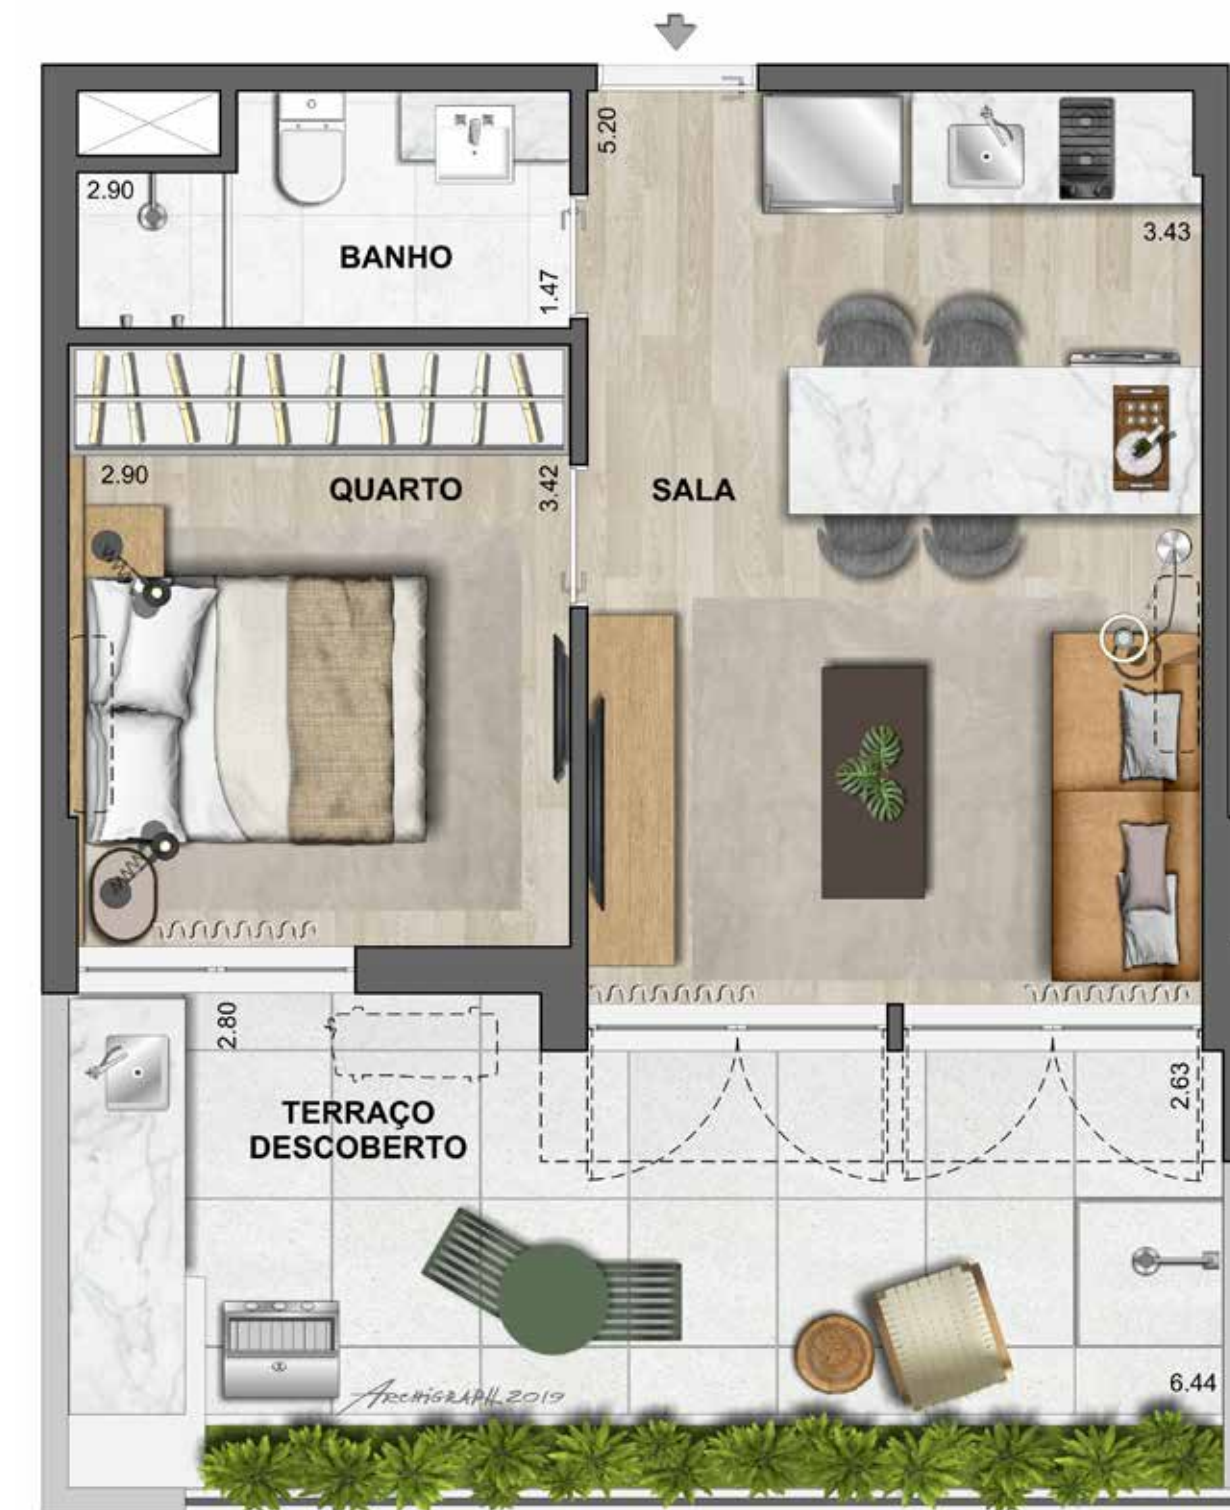 5.20
2.90
BANHO
3.43
1.47
2.90
QUARTO
3.42
SALA
2.80
TERRAÇO
DESCOBERTO
2.63
6.44
ARCHIGRAPH 2019